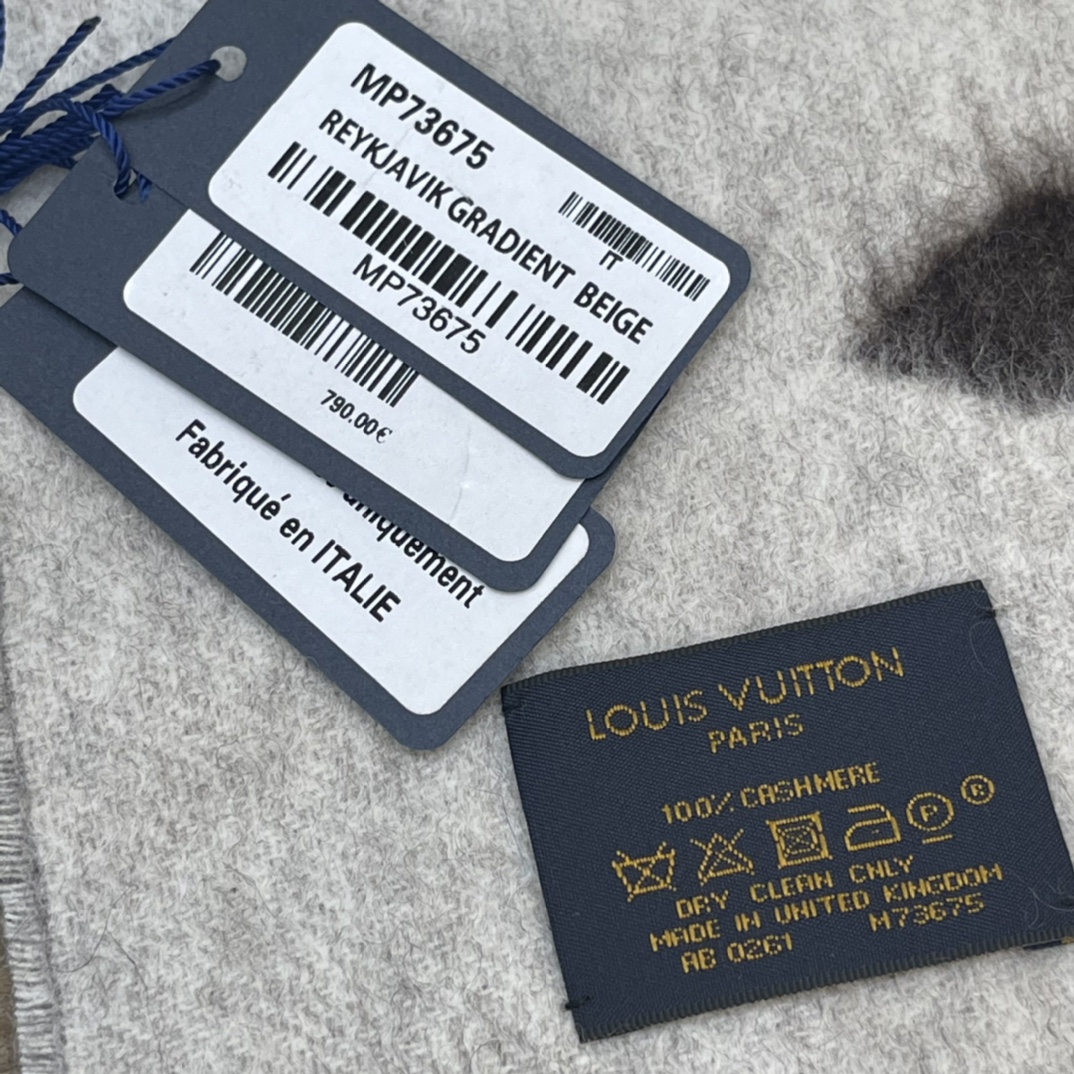 MP73675
REYKJAVIK GRADIENT BEIGE
IT
MP73675
790.00€
uniquement
Fabriqué en ITALIE
LOUIS VUITTON
PARIS
100% CASHMERE
P R
DRY CLEAN ONLY
MADE IN UNITED KINGDOM
AB 0261 M73675